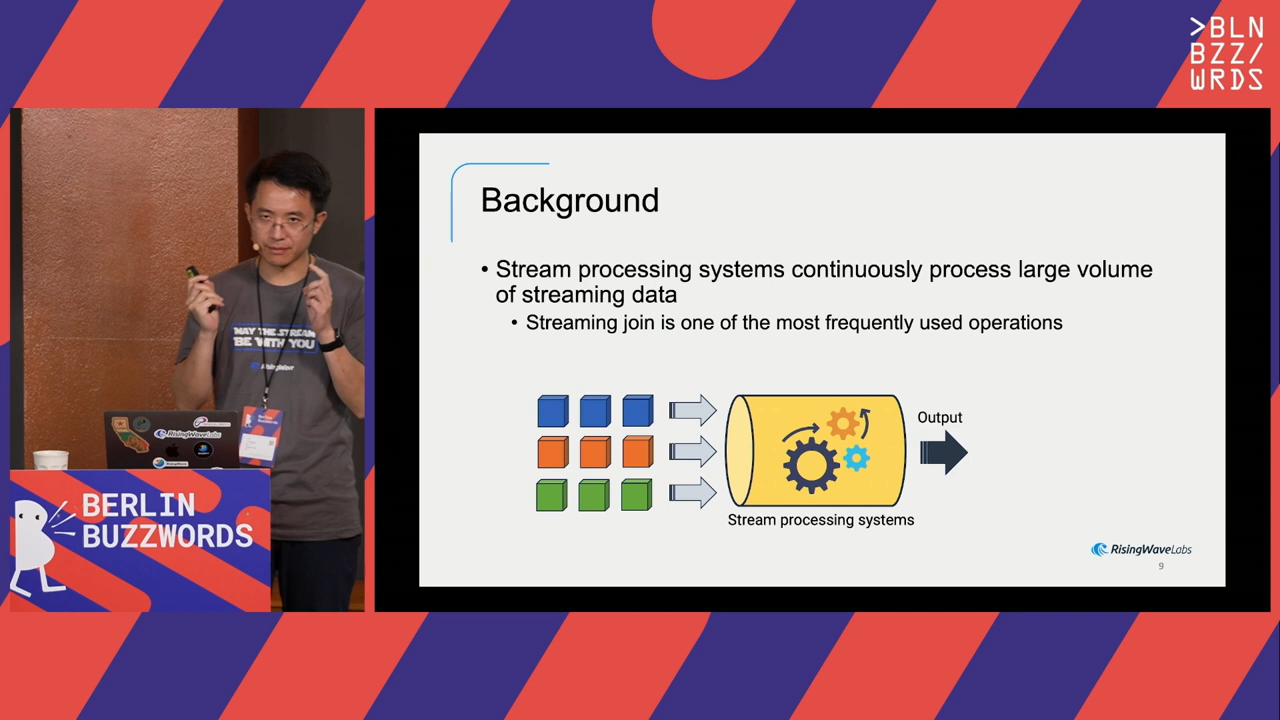 >BLN
BZZ/
WRDS
Background
• Stream processing systems continuously process large volume
of streaming data
• Streaming join is one of the most frequently used operations
Output
Stream processing systems
RisingWaveLabs
9
MAY THE STREAM
BE WITH YOU
RisingWave
RisingWaveLabs
BERLIN
BUZZWORDS